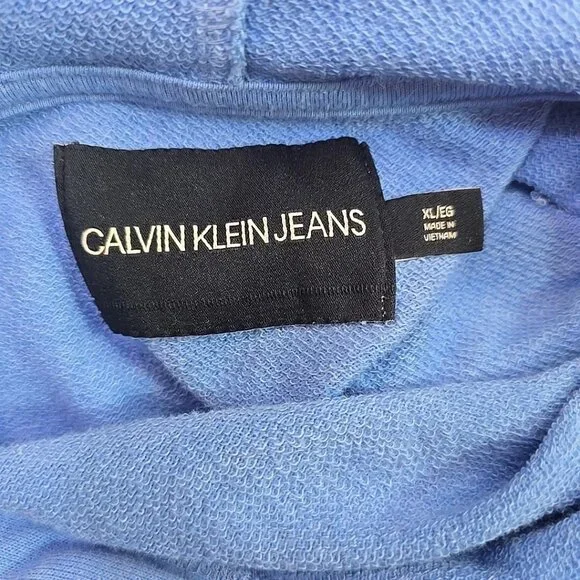 CALVIN KLEIN JEANS
XL/EG
MADE IN
VIETNAM